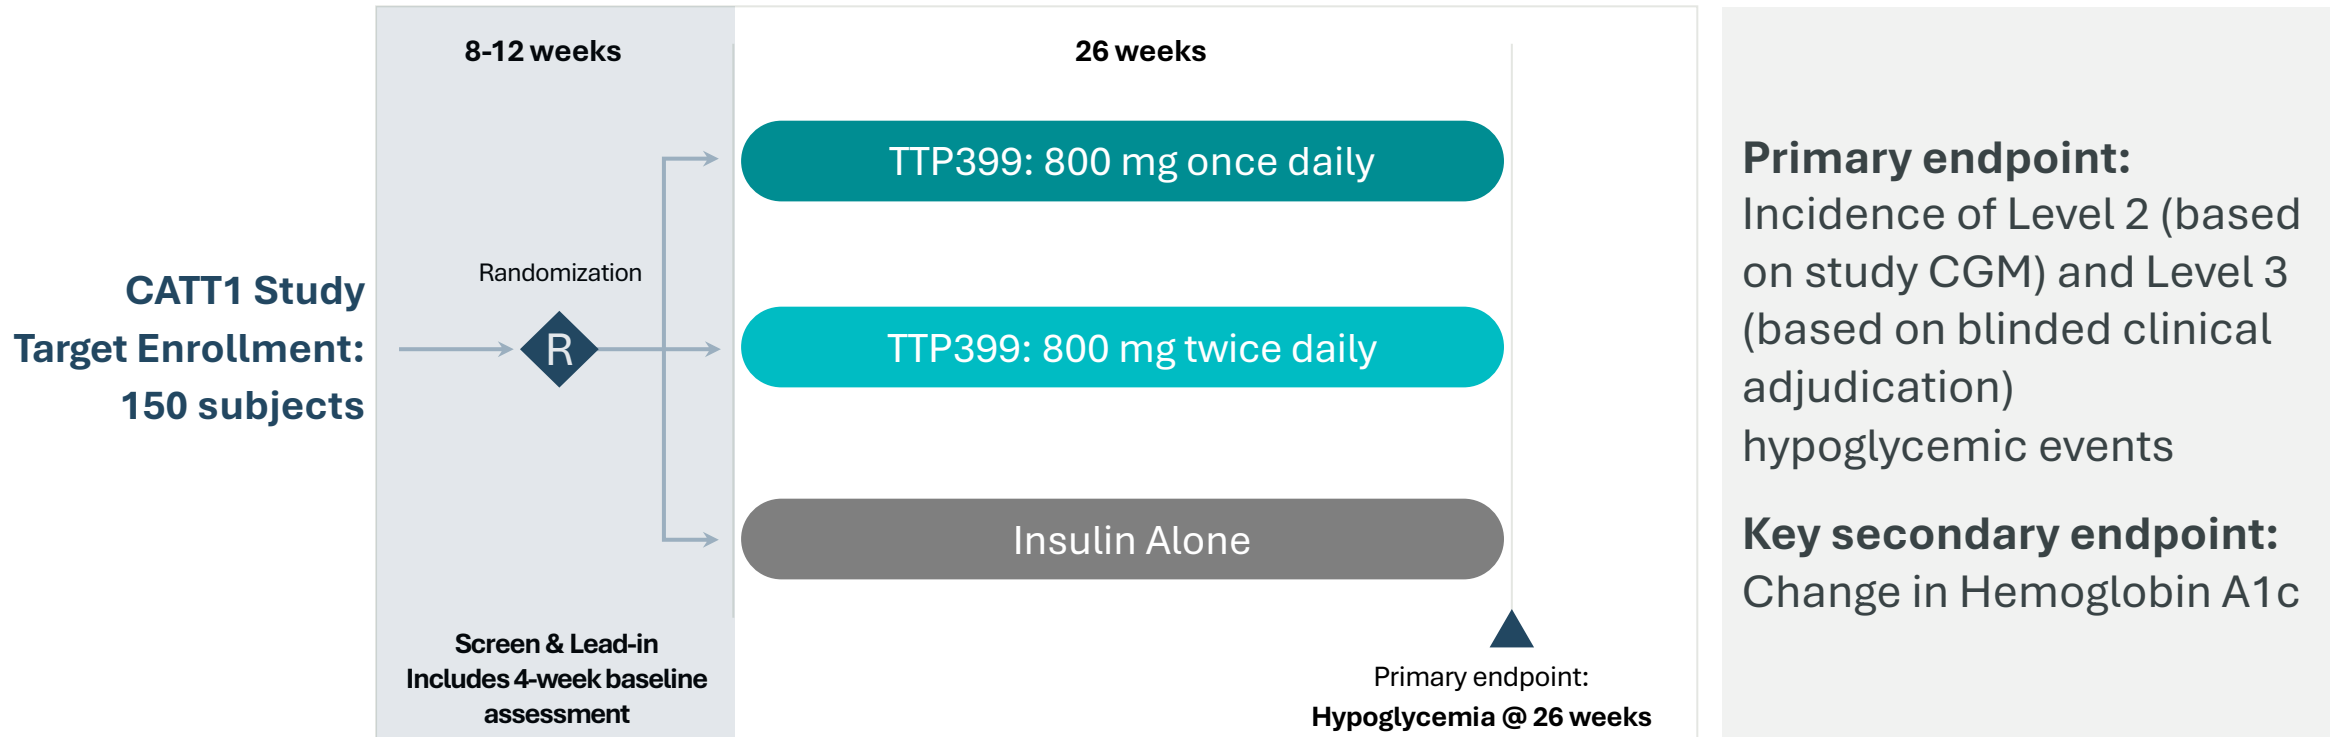 CATT1 Study
Target Enrollment:
150 subjects
8-12 weeks
Randomization
R
Screen & Lead-in
Includes 4-week baseline
assessment
26 weeks
TTP399: 800 mg once daily
TTP399: 800 mg twice daily
Insulin Alone
Primary endpoint:
Hypoglycemia @ 26 weeks
Primary endpoint:
Incidence of Level 2 (based
on study CGM) and Level 3
(based on blinded clinical
adjudication)
hypoglycemic events
Key secondary endpoint:
Change in Hemoglobin A1c